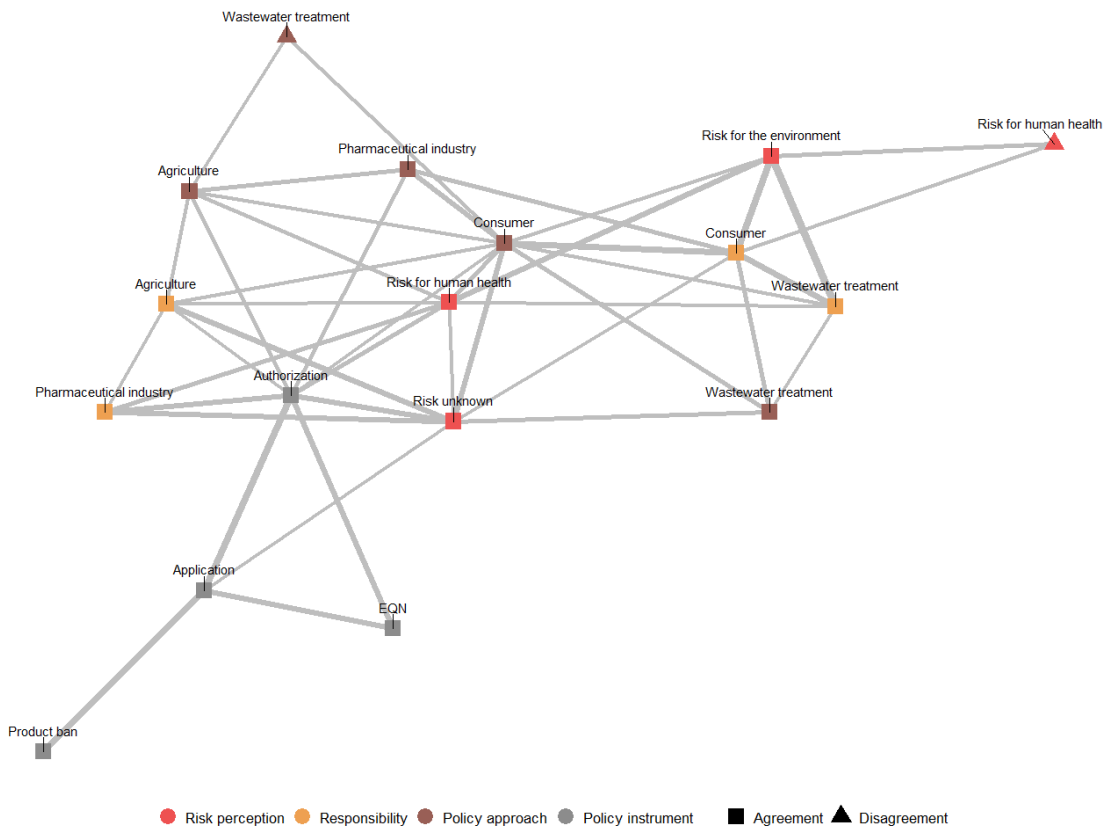 Wastewater treatment
Risk for human health
Risk for the environment
Pharmaceutical industry
Agriculture
Consumer
Consumer
Risk for human health
Agriculture
Wastewater treatment
Authorization
Pharmaceutical industry
Risk unknown
Wastewater treatment
Application
EQN
Product ban
Risk perception
Responsibility
Policy approach
Policy instrument
Agreement
Disagreement